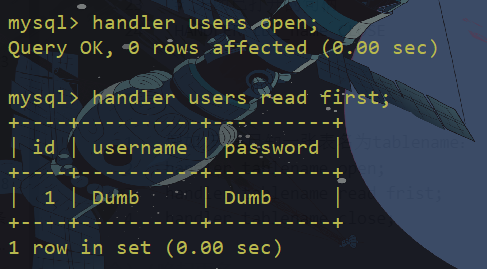 mysql> handler users open;
Query OK, 0 rows affected (0.00 sec)

mysql> handler users read first;
+----+----------+----------+
| id | username | password |
+----+----------+----------+
|  1 | Dumb     | Dumb     |
+----+----------+----------+
1 row in set (0.00 sec)